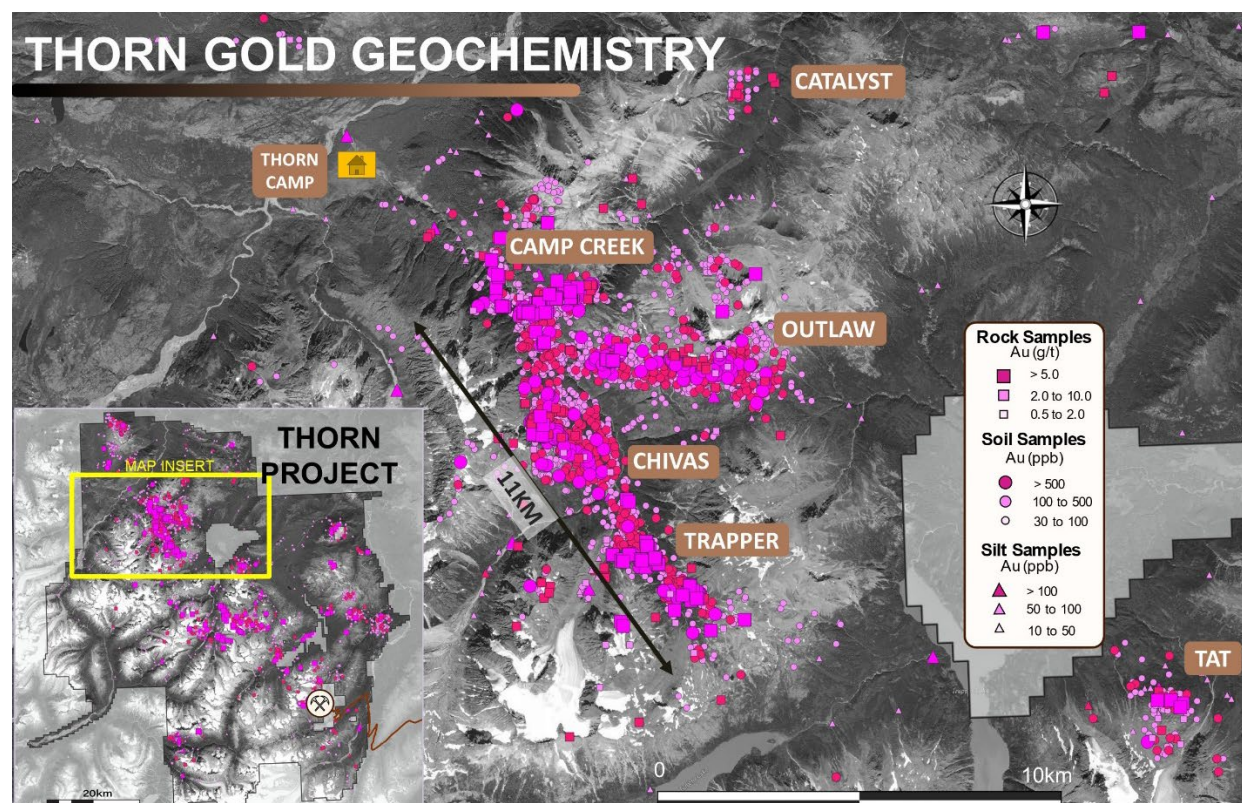 THORN GOLD GEOCHEMISTRY
CATALYST
THORN
CAMP
CAMP CREEK
OUTLAW
Rock Samples
Au (g/t)
> 5.0
2.0 to 10.0
0.5 to 2.0
Soil Samples
Au (ppb)
> 500
100 to 500
30 to 100
Silt Samples
Au (ppb)
> 100
50 to 100
10 to 50
CHIVAS
11KM
TRAPPER
TAT
THORN
PROJECT
MAP INSERT
20km
0
10km